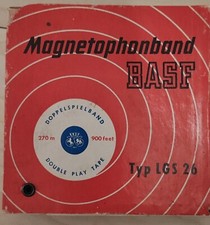 Magnetophonband
BASF
DOPPELSPIELBAND
270 m
900 feet
DOUBLE PLAY TAPE
Typ LGS 26